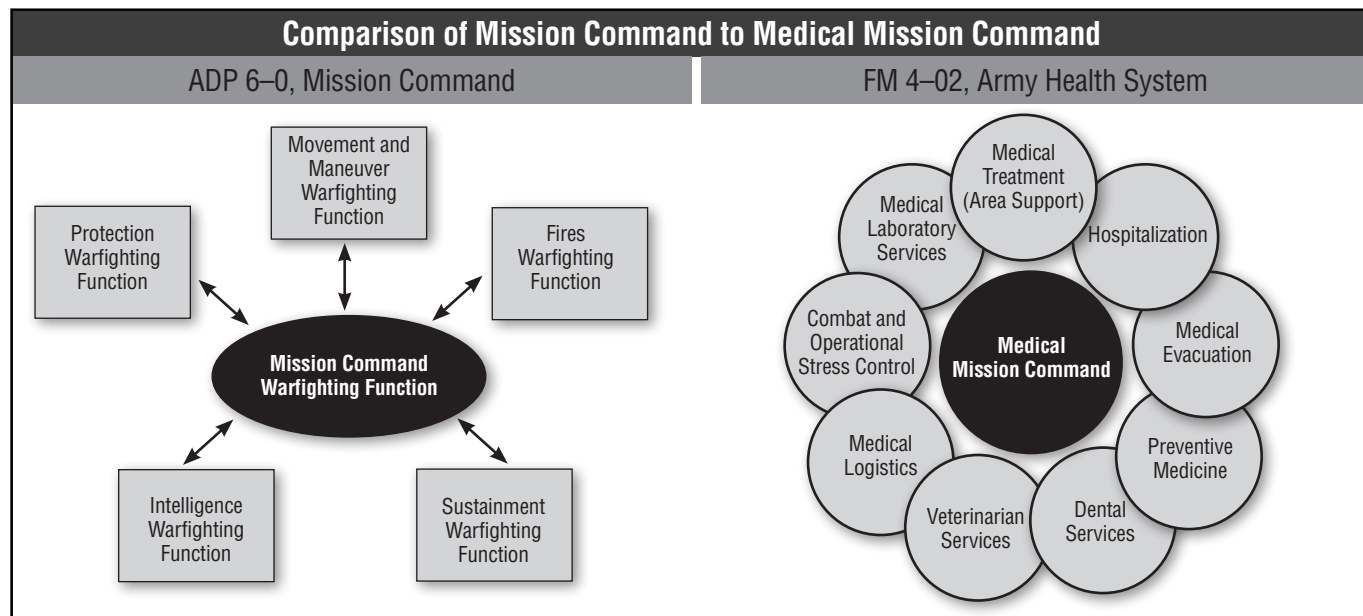 Comparison of Mission Command to Medical Mission Command
ADP 6–0, Mission Command
Movement and
Maneuver
Warfighting
Function
Protection
Warfighting
Function
Fires
Warfighting
Function
Mission Command
Warfighting Function
Intelligence
Warfighting
Function
Sustainment
Warfighting
Function
FM 4–02, Army Health System
Medical
Treatment
(Area Support)
Hospitalization
Medical
Evacuation
Preventive
Medicine
Dental
Services
Veterinarian
Services
Medical
Logistics
Combat and
Operational
Stress Control
Medical
Laboratory
Services
Medical
Mission Command